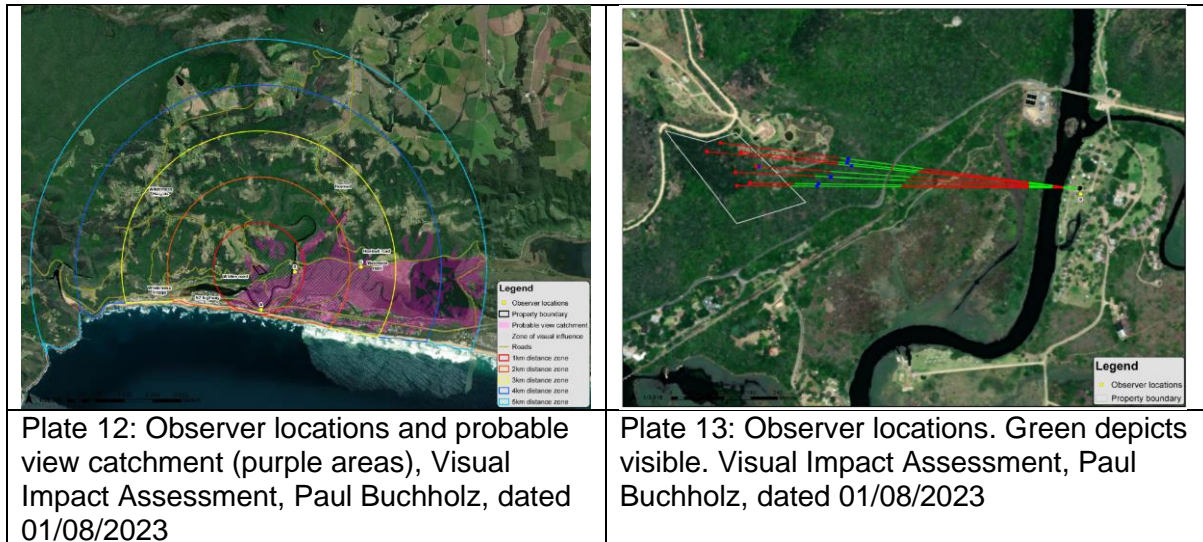 Legend
Observer locations
Property boundary
Probable view catchment
Zone of visual influence
Roads
1km distance zone
2km distance zone
3km distance zone
4km distance zone
5km distance zone
Legend
Observer locations
Property boundary
Plate 12: Observer locations and probable
view catchment (purple areas), Visual
Impact Assessment, Paul Buchholz, dated
01/08/2023
Plate 13: Observer locations. Green depicts
visible. Visual Impact Assessment, Paul
Buchholz, dated 01/08/2023